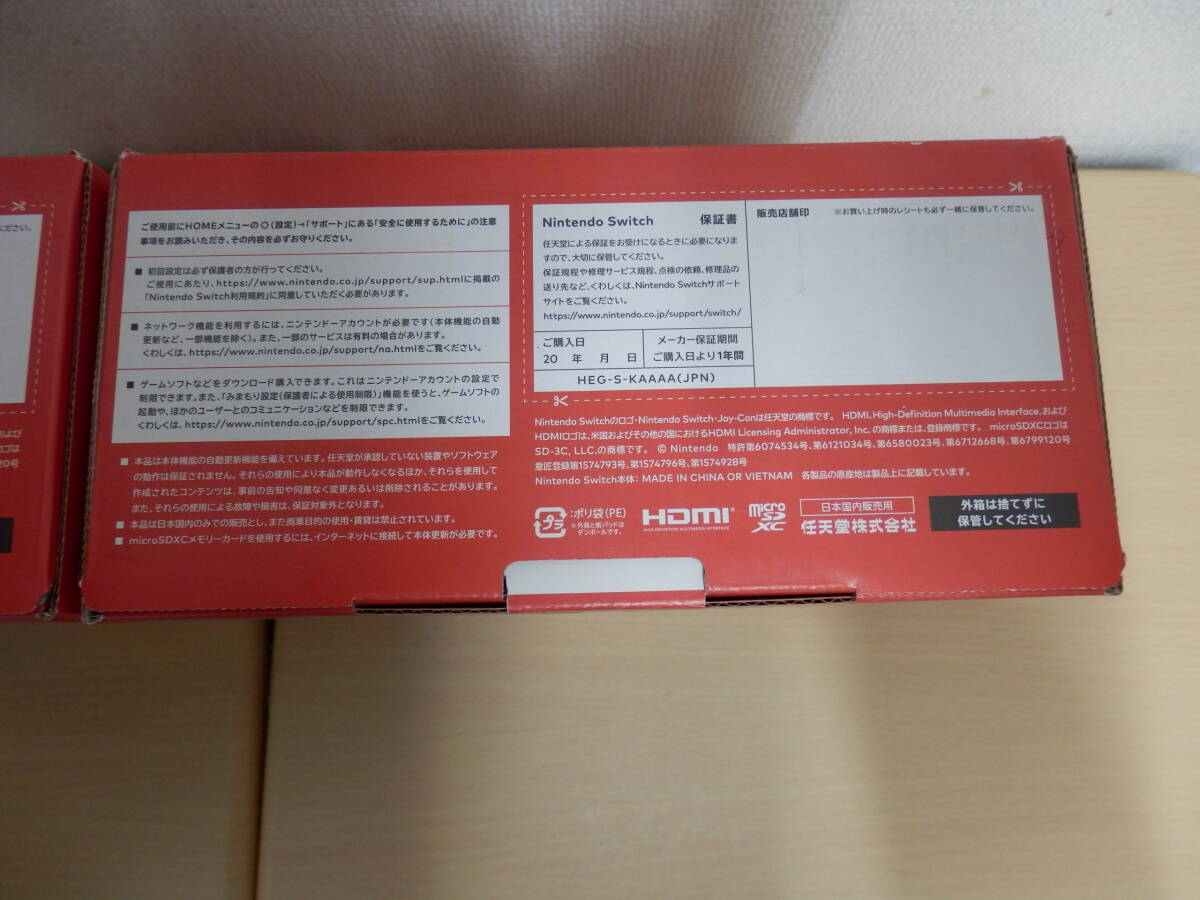 ご使用前にHOMEメニューの(設定)→「サポート」にある「安全に使用するために」の注意
事項をお読みいただき、その内容を必ずお守りください。
■ 初回設定は必ず保護者の方が行ってください。
ご使用にあたり、https://www.nintendo.co.jp/support/sup.htmlに掲載の
「Nintendo Switch利用規約」に同意していただく必要があります。
■ ネットワーク機能を利用するには、ニンテンドーアカウントが必要です(本体機能の自動
更新など、一部機能を除く)。また、一部のサービスは有料の場合があります。
くわしくは、https://www.nintendo.co.jp/support/na.htmlをご覧ください。
■ ゲームソフトなどをダウンロード購入できます。これはニンテンドーアカウントの設定で
制限できます。また、「みまもり設定(保護者による使用制限)」機能を使うと、ゲームソフトの
起動や、ほかのユーザーとのコミュニケーションなどを制限できます。
くわしくは、https://www.nintendo.co.jp/support/spc.htmlをご覧ください。
■ 本品は本体機能の自動更新機能を備えています。任天堂が承認していない装置やソフトウェア
の動作は保証されません。それらの使用により本品が動作しなくなるほか、それらを使用して
作成されたコンテンツは、事前の告知や同意なく変更あるいは削除されることがあります。
また、それらの使用による故障や損害は、保証対象外となります。
■ 本品は日本国内のみでの販売とし、また商業目的の使用・賃貸は禁止されています。
■ microSDXCメモリーカードを使用するには、インターネットに接続して本体更新が必要です。
Nintendo Switch 保証書
任天堂による保証をお受けになるときに必要になりま
すので、大切に保管してください。
保証規程や修理サービス規程、点検の依頼、修理品の
送り先など、くわしくは、Nintendo Switchサポート
サイトをご覧ください。
https://www.nintendo.co.jp/support/switch/
ご購入日
20 年 月 日
メーカー保証期間
ご購入日より1年間
HEG-S-KAAAA(JPN)
販売店舗印 ※お買い上げ時のレシートも必ず一緒に保管してください。
Nintendo Switchのロゴ・Nintendo Switch・Joy-Conは任天堂の商標です。 HDMI、High-Definition Multimedia Interface、および
HDMIロゴは、米国およびその他の国におけるHDMI Licensing Administrator, Inc. の商標または、登録商標です。 microSDXCロゴは
SD-3C, LLC.の商標です。 © Nintendo 特許第6074534号、第6121034号、第6580023号、第6712668号、第6799120号
意匠登録第1574793号、第1574796号、第1574928号
Nintendo Switch本体: MADE IN CHINA OR VIETNAM 各製品の原産地は製品上に記載しています。
プラ
:ポリ袋(PE)
※外箱と紙パッドは
ダンボールです。
HDMI
HIGH-DEFINITION MULTIMEDIA INTERFACE
micro
SD
XC
日本国内販売用
任天堂株式会社
外箱は捨てずに
保管してください
ださい。
および
ゴは
20号